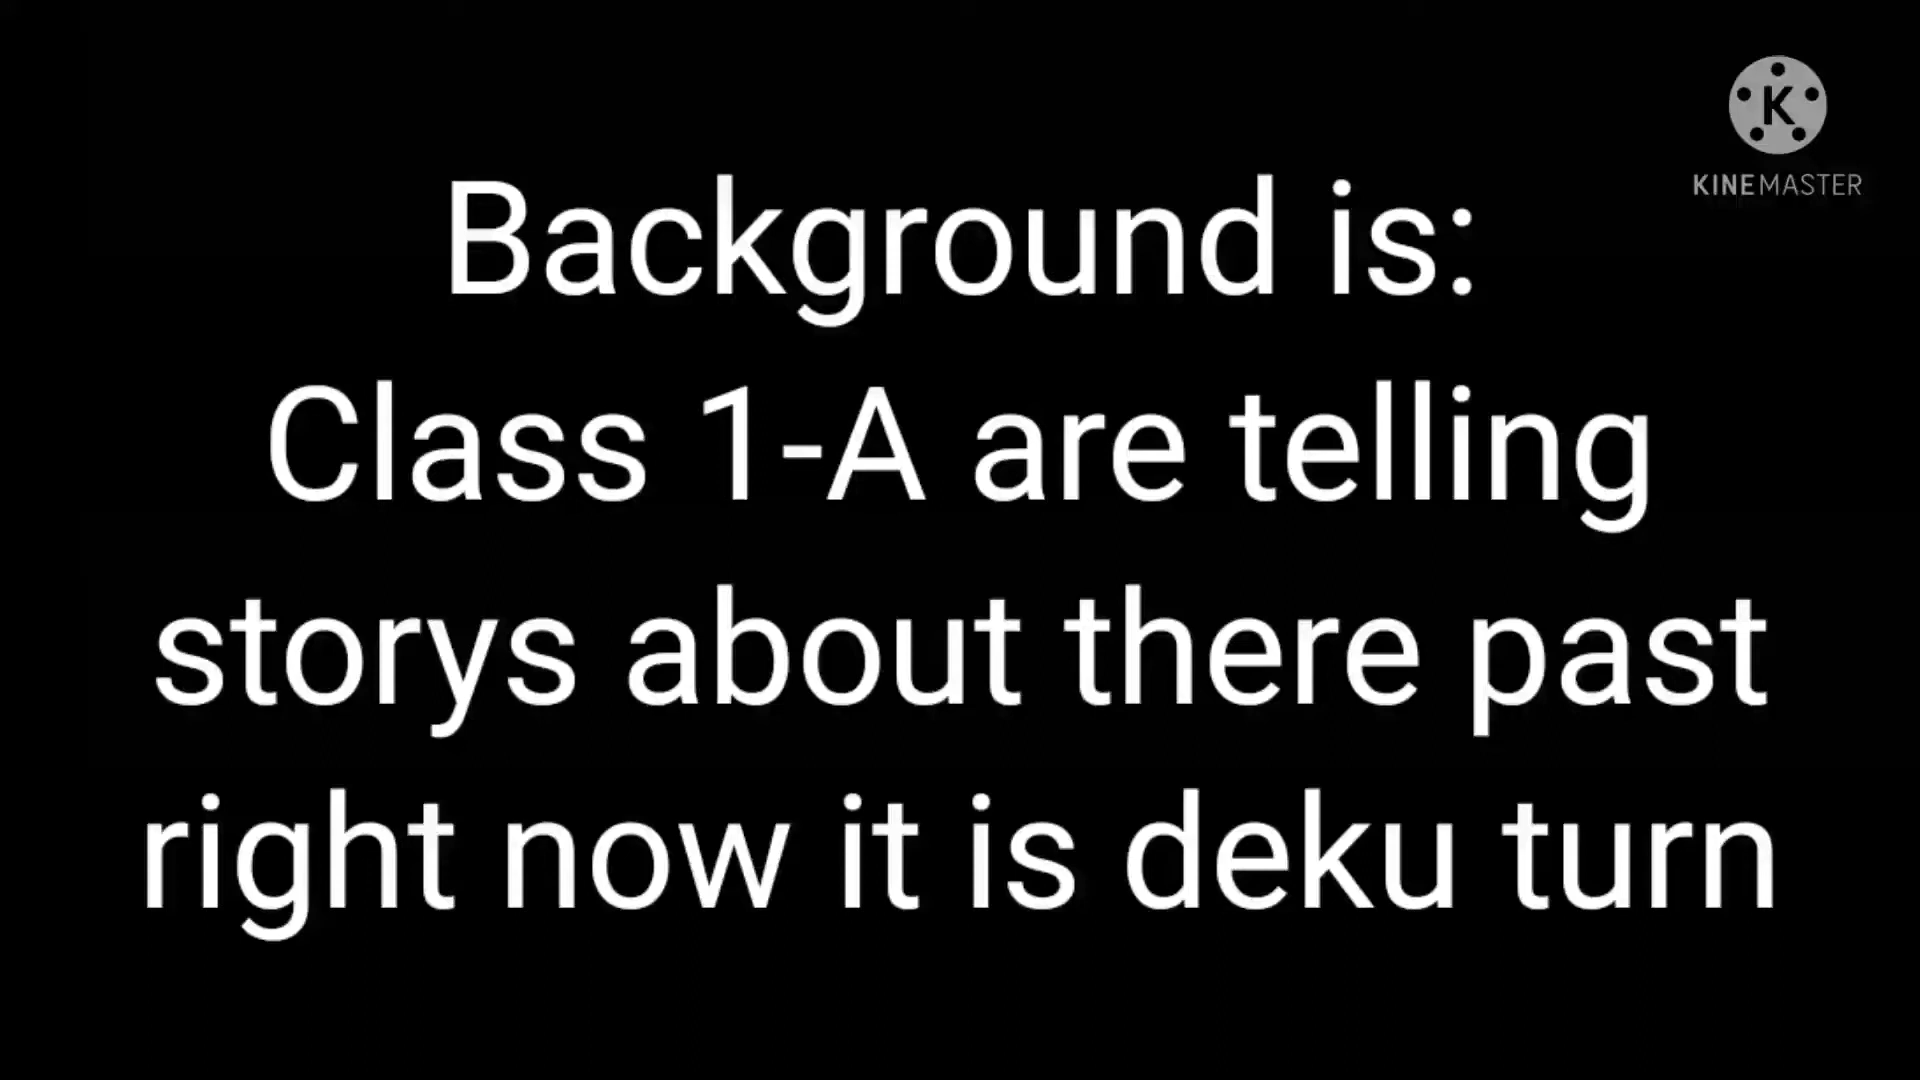 K
KINEMASTER
Background is:
Class 1-A are telling
storys about there past
right now it is deku turn